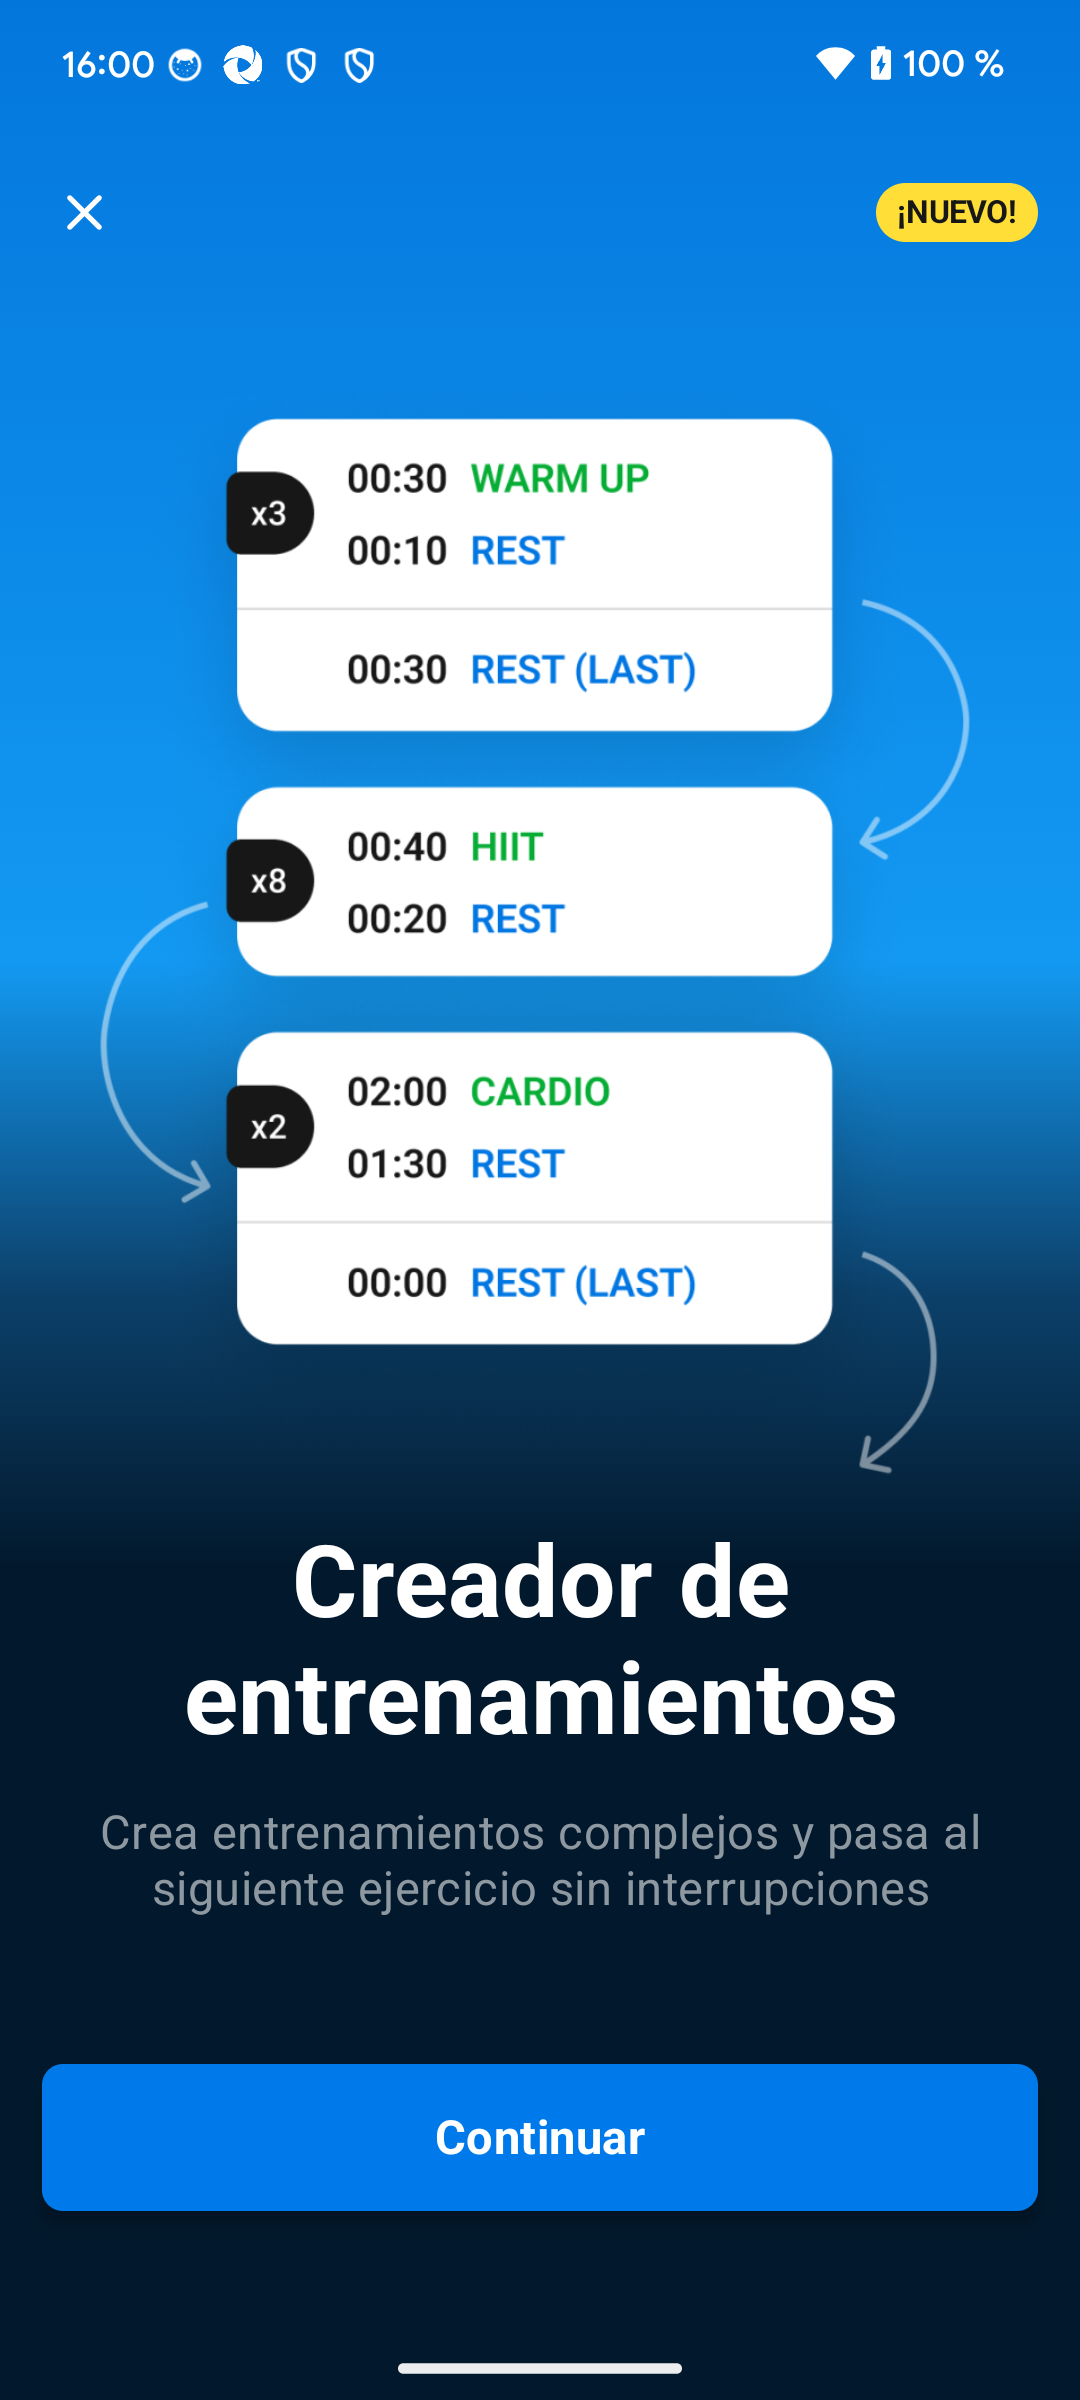 16:00
100 %
¡NUEVO!
00:30 WARM UP
x3
00:10 REST
00:30 REST (LAST)
00:40 HIIT
x8
00:20 REST
02:00 CARDIO
x2
01:30 REST
00:00 REST (LAST)
Creador de
entrenamientos
Crea entrenamientos complejos y pasa al
siguiente ejercicio sin interrupciones
Continuar